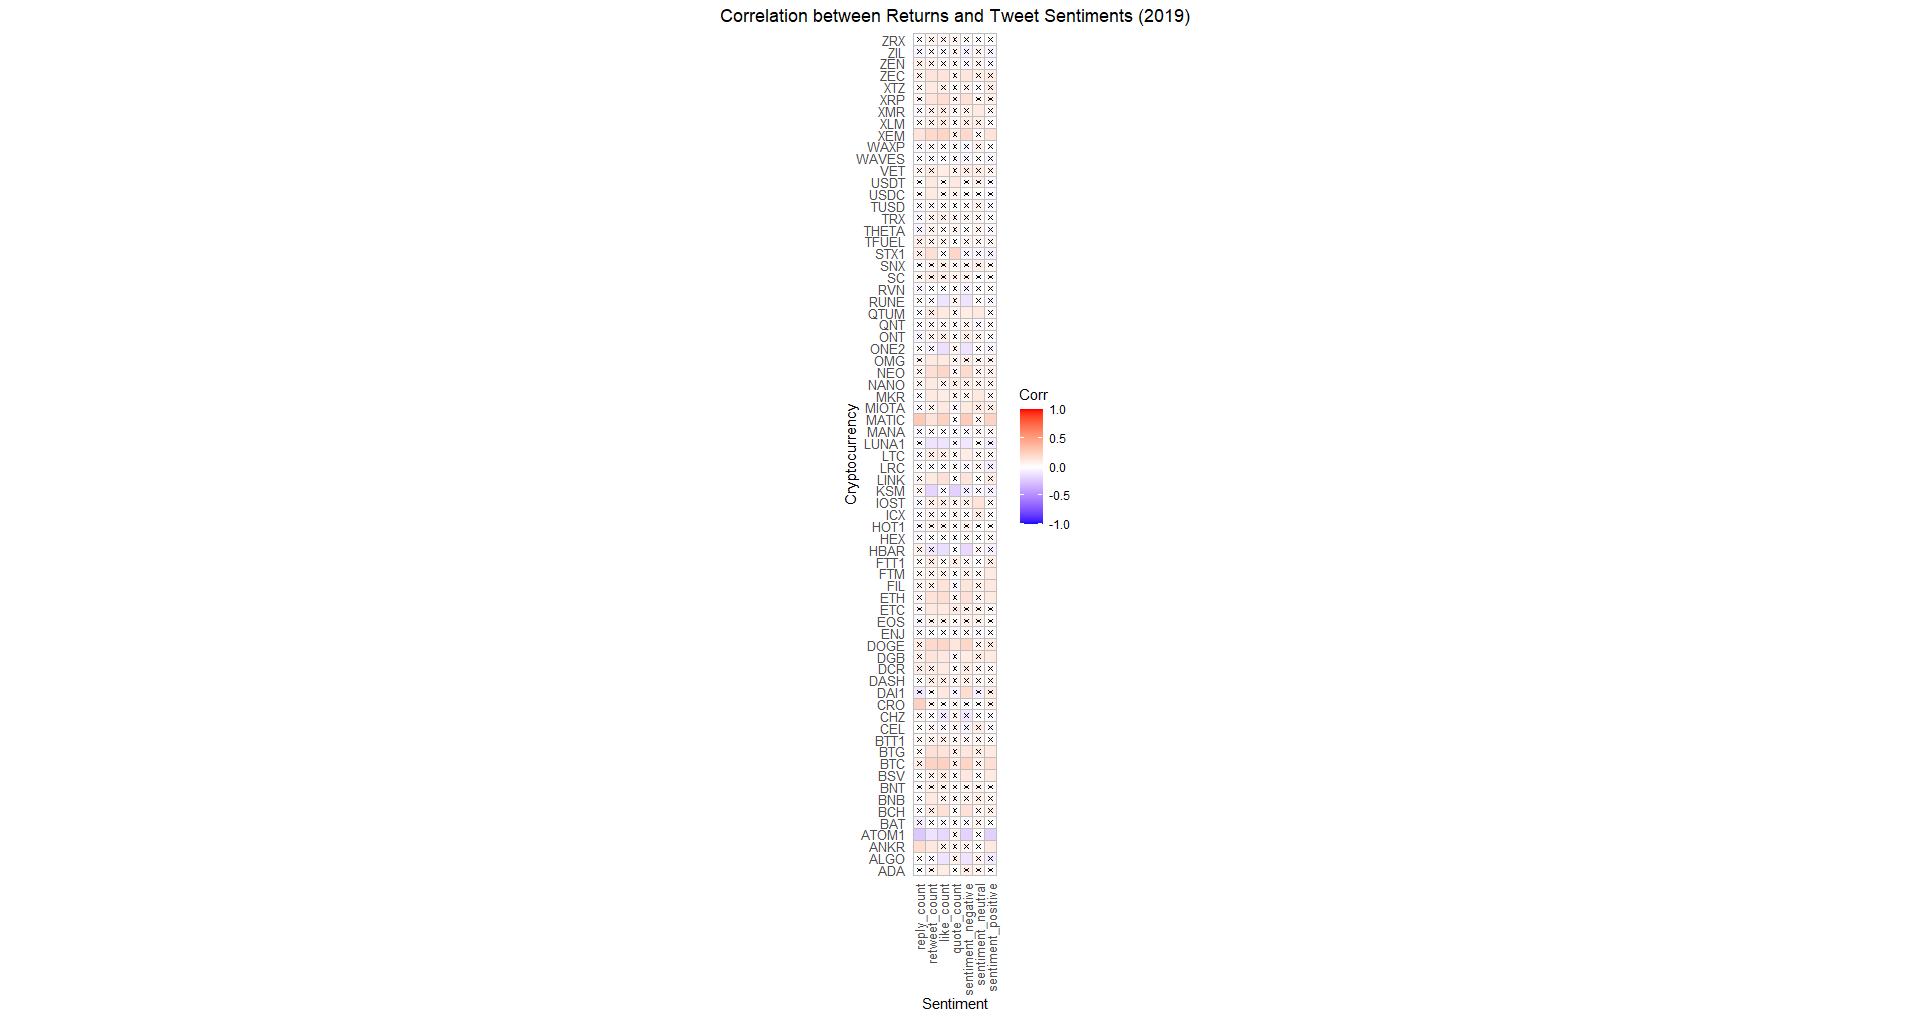 Correlation between Returns and Tweet Sentiments (2019)
ZRX
ZIL
ZEN
ZEC
XTZ
XRP
XMR
XLM
XEM
WAXP
WAVES
VET
USDT
USDC
TUSD
TRX
THETA
TFUEL
STX1
SNX
SC
RVN
RUNE
QTUM
QNT
ONT
ONE2
OMG
NEO
NANO
MKR
MIOTA
MATIC
MANA
LUNA1
LTC
LRC
LINK
KSM
IOST
ICX
HOT1
HEX
HBAR
FTT1
FTM
FIL
ETH
ETC
EOS
ENJ
DOGE
DGB
DCR
DASH
DAI1
CRO
CHZ
CEL
BTT1
BTG
BTC
BSV
BNT
BNB
BCH
BAT
ATOM1
ANKR
ALGO
ADA
Cryptocurrency
reply_count
retweet_count
like_count
quote_count
sentiment_negative
sentiment_neutral
sentiment_positive
Sentiment
Corr
1.0
0.5
0.0
-0.5
-1.0